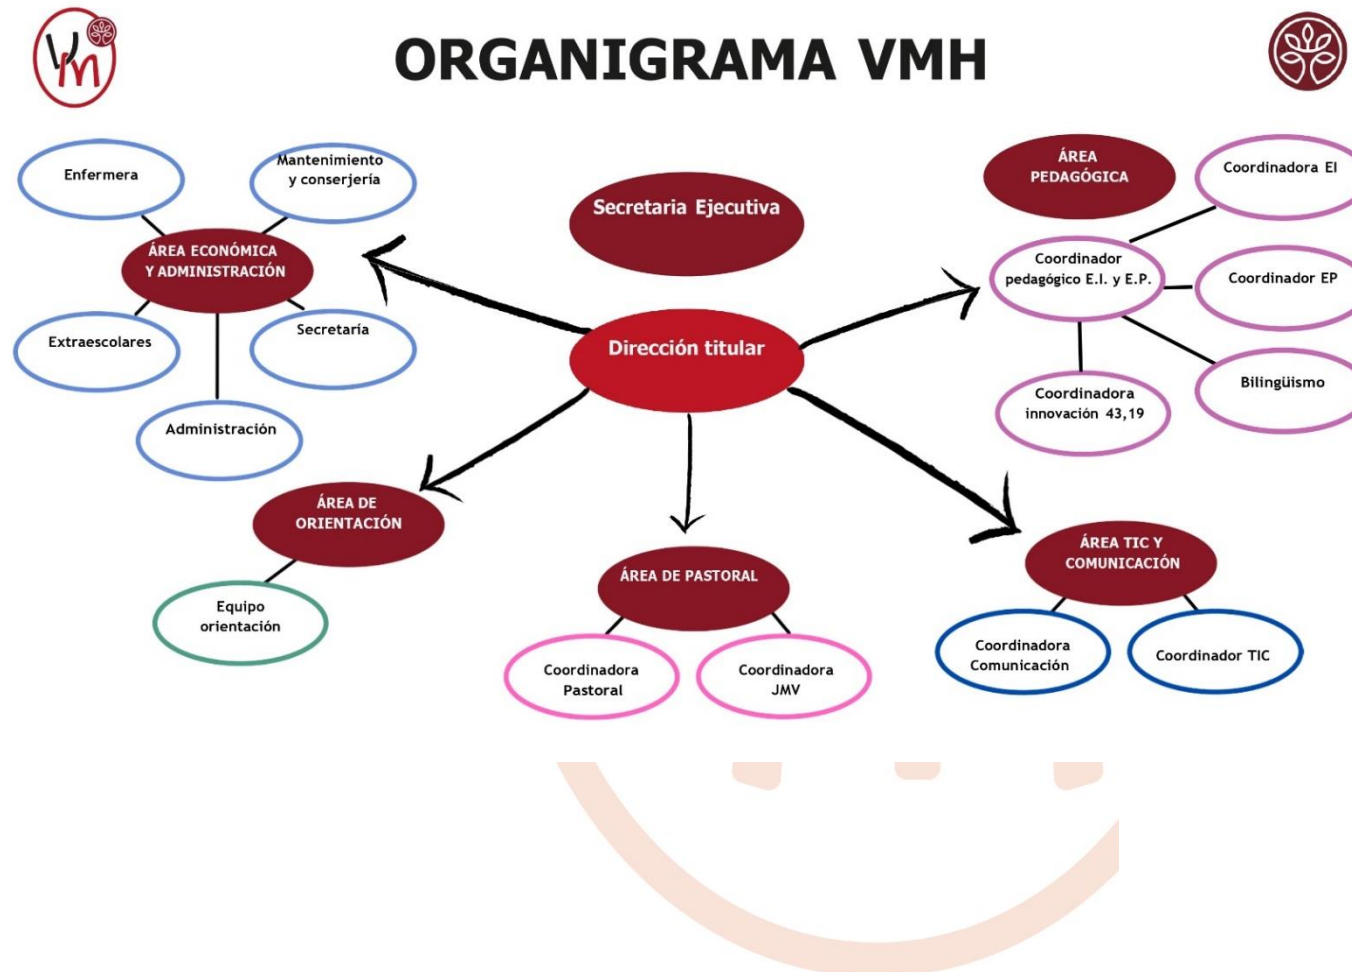 ORGANIGRAMA VMH
Enfermera
Mantenimiento
y conserjería
ÁREA ECONÓMICA
Y ADMINISTRACIÓN
Extraescolares
Secretaría
Administración
Secretaria Ejecutiva
Dirección titular
ÁREA
PEDAGÓGICA
Coordinadora EI
Coordinador
pedagógico E.I. y E.P.
Coordinador EP
Bilingüismo
Coordinadora
innovación 43,19
ÁREA DE
ORIENTACIÓN
Equipo
orientación
ÁREA DE PASTORAL
Coordinadora
Pastoral
Coordinadora
JMV
ÁREA TIC Y
COMUNICACIÓN
Coordinadora
Comunicación
Coordinador TIC